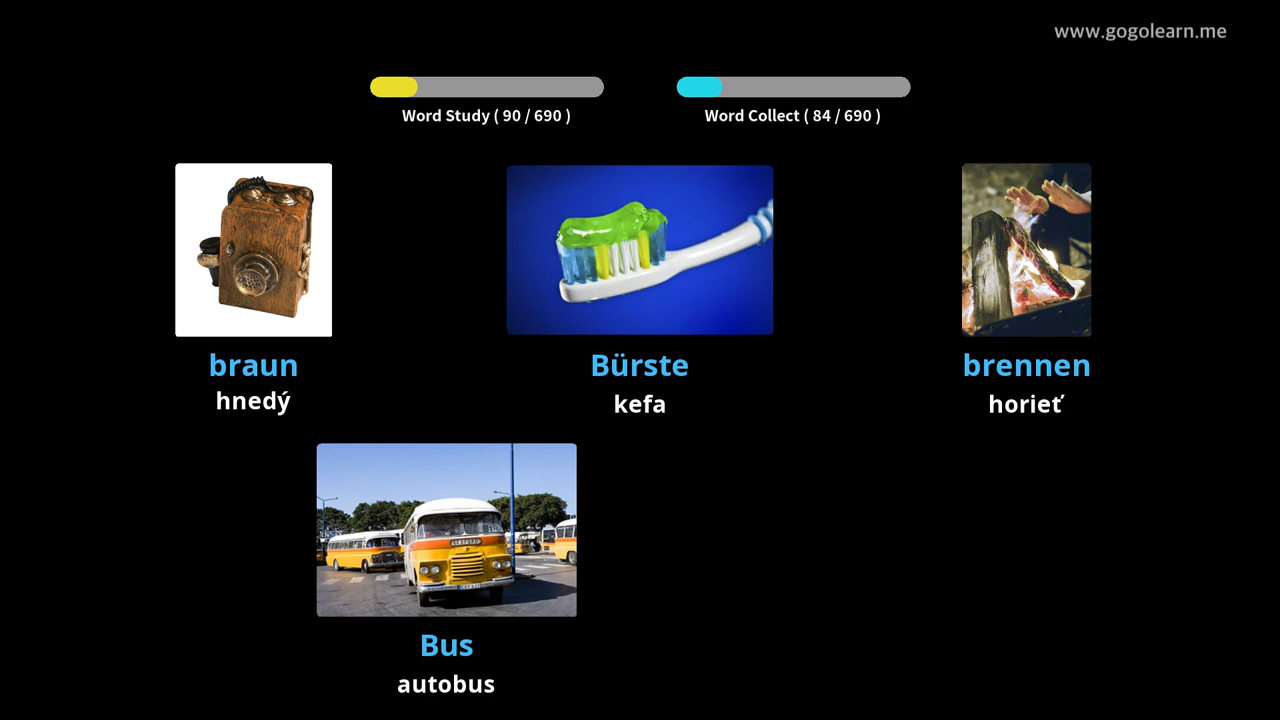 www.gogolearn.me
Word Study ( 90 / 690 )
Word Collect ( 84 / 690 )
braun
Bürste
brennen
hnedý
kefa
horieť
BEDFORD
Bus
autobus